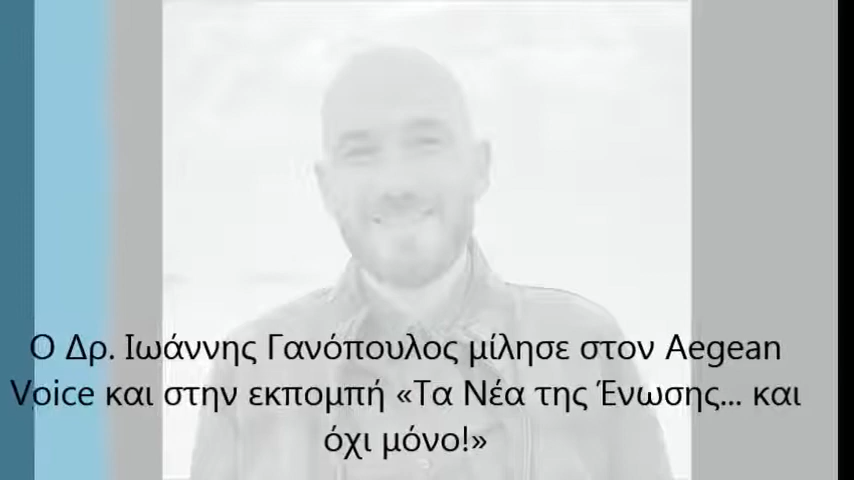 Ο Δρ. Ιωάννης Γανόπουλος μίλησε στον Aegean
Voice και στην εκπομπή «Τα Νέα της Ένωσης... και
όχι μόνο!»